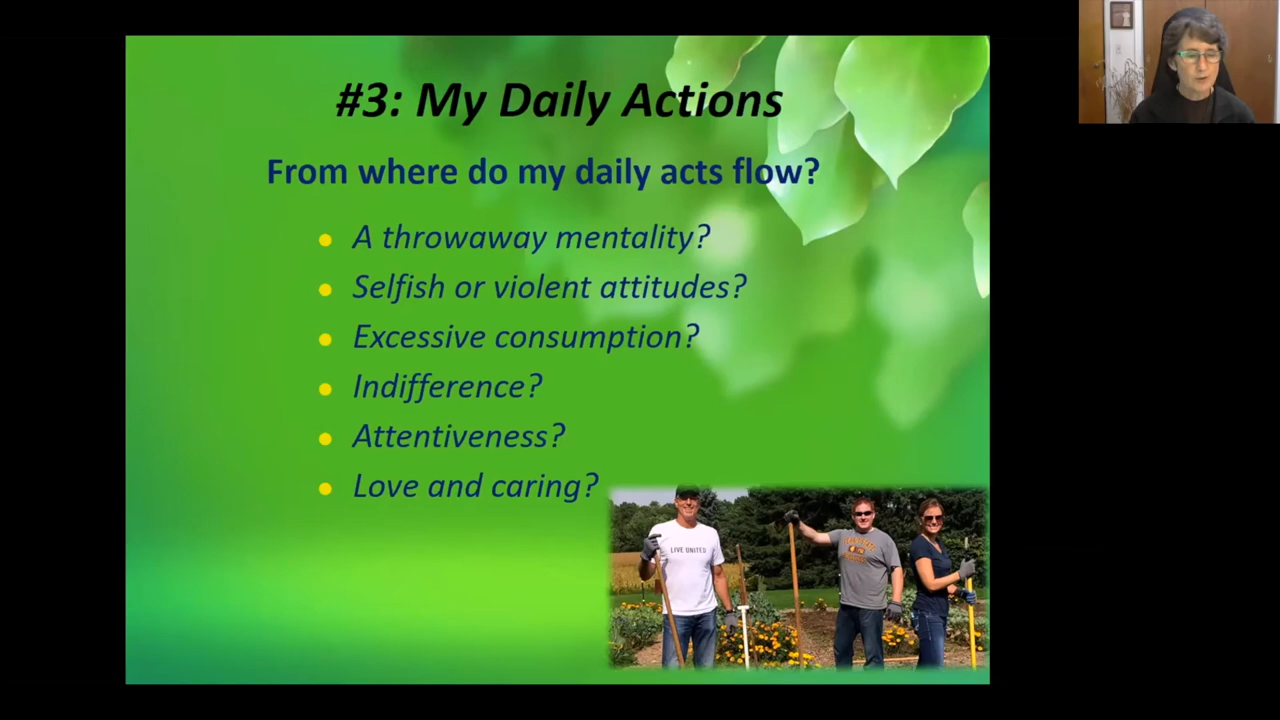 #3: My Daily Actions
From where do my daily acts flow?
A throwaway mentality?
Selfish or violent attitudes?
Excessive consumption?
Indifference?
Attentiveness?
Love and caring?
LIVE UNITED